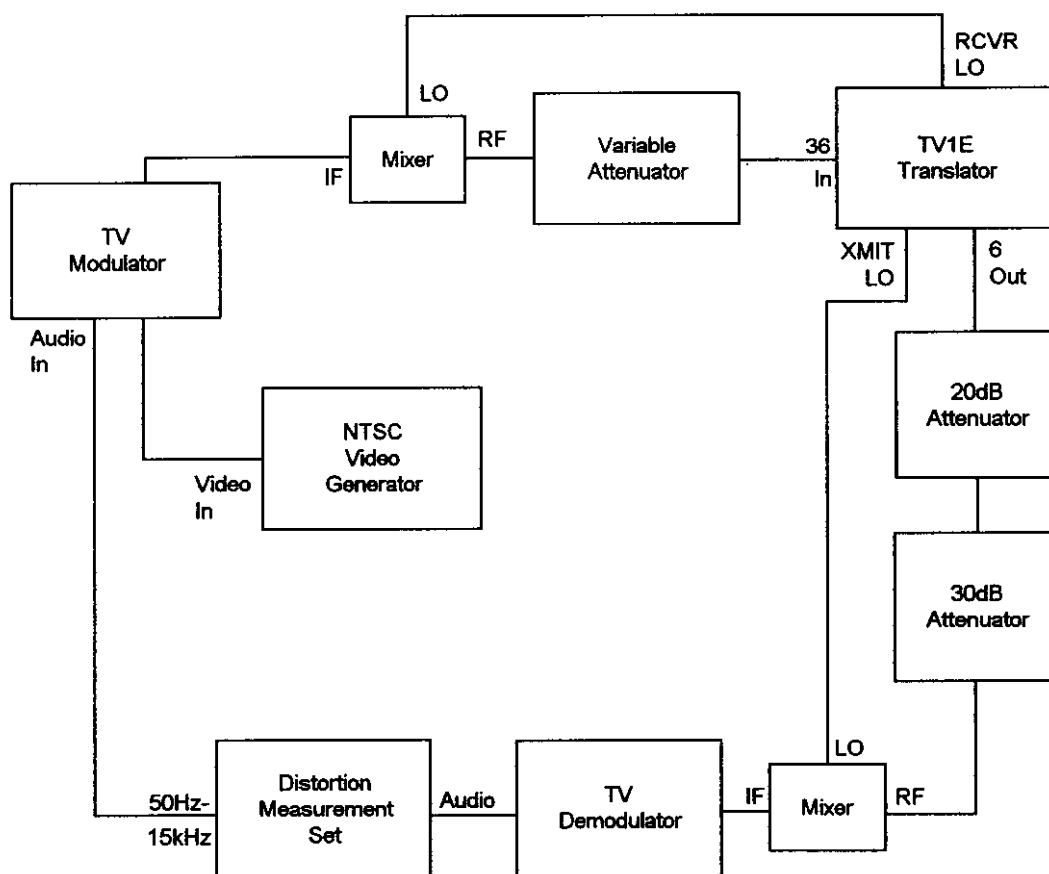 RCVR
LO
LO
Mixer
RF
IF
Variable
Attenuator
36
In
TV1E
Translator
TV
Modulator
XMIT
LO
6
Out
Audio
In
20dB
Attenuator
NTSC
Video
Generator
Video
In
30dB
Attenuator
LO
50Hz-
15kHz
Distortion
Measurement
Set
Audio
TV
Demodulator
IF
Mixer
RF